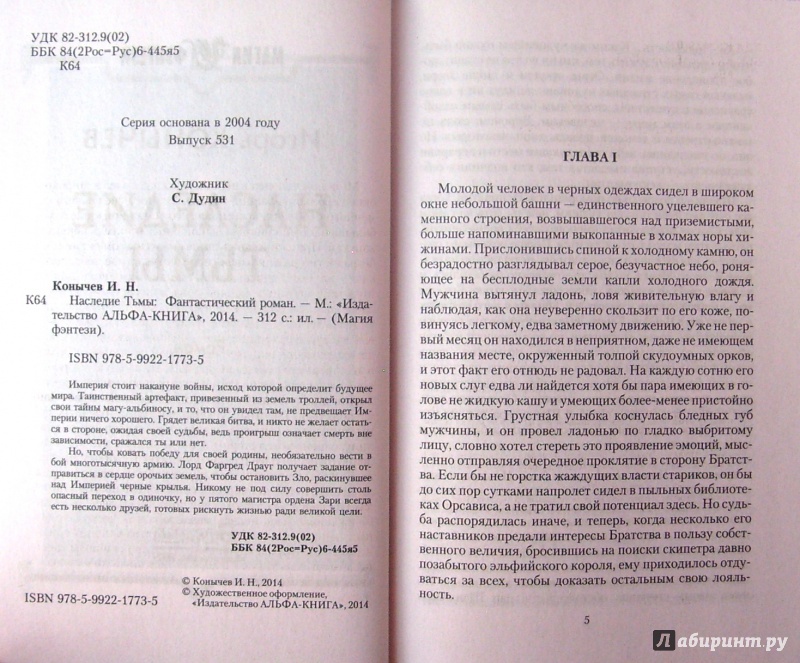 УДК 82-312.9(02)
ББК 84(2Рос=Рус)6-445я5
К64
Серия основана в 2004 году
Выпуск 531
Художник
С. Дудин
Конычев И. Н.
К64 Наследие Тьмы: Фантастический роман. — М.: «Изда-
тельство АЛЬФА-КНИГА», 2014. — 312 с.: ил. — (Магия
фэнтези).
ISBN 978-5-9922-1773-5
Империя стоит накануне войны, исход которой определит будущее
мира. Таинственный артефакт, привезенный из земель троллей, открыл
свои тайны магу-альбиносу, и то, что он увидел там, не предвещает Им-
перии ничего хорошего. Грядет великая битва, и никто не желает остать-
ся в стороне, ожидая своей судьбы, ведь проигрыш означает смерть вне
зависимости, сражался ты или нет.
Но, чтобы ковать победу для своей родины, необязательно вести в
бой многотысячную армию. Лорд Фаргред Драуг получает задание от-
правиться в сердце орочьих земель, чтобы остановить Зло, раскинувшее
над Империей черные крылья. Никому не под силу совершить столь
опасный переход в одиночку, но у пятого магистра ордена Зари всегда
есть несколько друзей, готовых рискнуть жизнью ради великой цели.
УДК 82-312.9(02)
ББК 84(2Рос=Рус)6-445я5
© Конычев И. Н., 2014
© Художественное оформление,
«Издательство АЛЬФА-КНИГА», 2014
ISBN 978-5-9922-1773-5
ГЛАВА I
Молодой человек в черных одеждах сидел в широком
окне небольшой башни — единственного уцелевшего ка-
менного строения, возвышавшегося над приземистыми,
больше напоминавшими выкопанные в холмах норы хи-
жинами. Прислонившись спиной к холодному камню, он
безрадостно разглядывал серое, безучастное небо, роня-
ющее на бесплодные земли капли холодного дождя.
Мужчина вытянул ладонь, ловя живительную влагу и
наблюдая, как она неуверенно скользит по его коже, по-
винуясь легкому, едва заметному движению. Уже не пер-
вый месяц он находился в неприятном, даже не имеющем
названия месте, окруженный толпой скудоумных орков,
и этот факт его отнюдь не радовал. На каждую сотню его
новых слуг едва ли найдется хотя бы пара имеющих в го-
лове не жидкую кашу и умеющих более-менее пристойно
изъясняться. Грустная улыбка коснулась бледных губ
мужчины, и он провел ладонью по гладко выбритому
лицу, словно хотел стереть это проявление эмоций, мыс-
ленно отправляя очередное проклятие в сторону Братст-
ва. Если бы не горстка жаждущих власти стариков, он бы
до сих пор сутками напролет сидел в пыльных библиоте-
ках Орсависа, а не тратил свой потенциал здесь. Но судь-
ба распорядилась иначе, и теперь, когда несколько его
наставников предали интересы Братства в пользу собст-
венного величия, бросившись на поиски скипетра давно
позабытого эльфийского короля, ему приходилось отду-
ваться за всех, чтобы доказать остальным свою лояль-
ность.
5
Лабиринт.ру